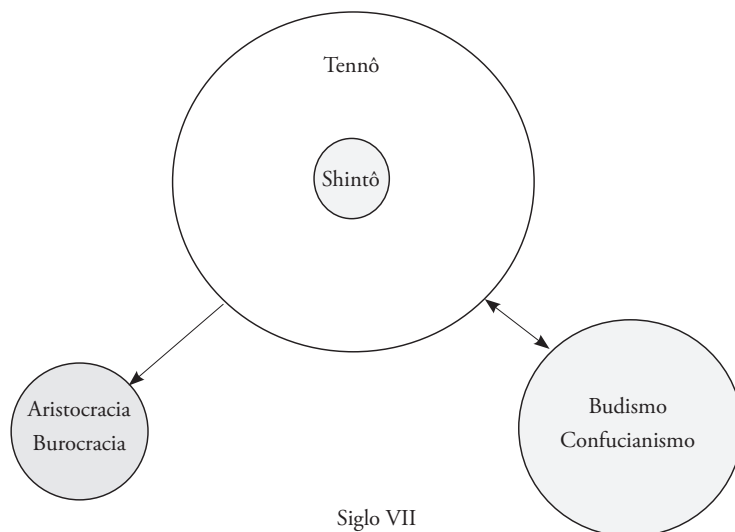 Tennô
Shintô
Aristocracia
Burocracia
Budismo
Confucianismo
Siglo VII